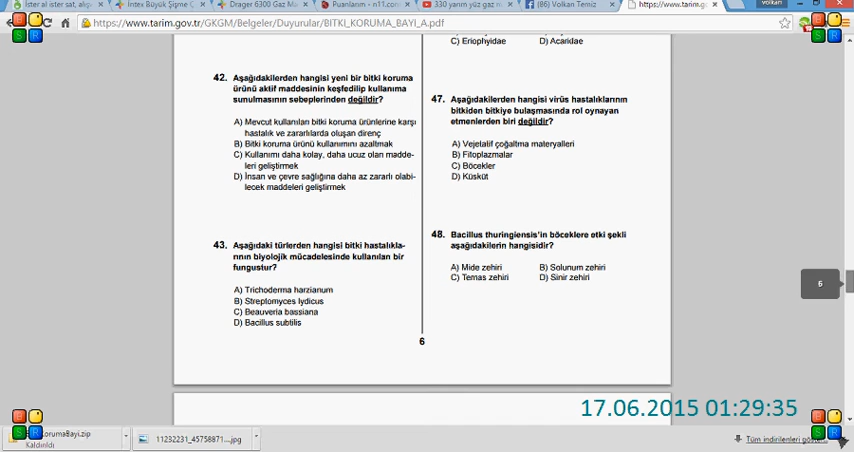 ister al ister sat, alışv
İntex Büyük Şişme Ç
Drager 6300 Gaz Ma
Puanlarım - n11.com
330 yarım yüz gaz m
(86) Volkan Temiz
https://www.tarim.go
volkan
https://www.tarim.gov.tr/GKGM/Belgeler/Duyurular/BITKI_KORUMA_BAYI_A.pdf
42. Aşağıdakilerden hangisi yeni bir bitki koruma
ürünü aktif maddesinin keşfedilip kullanıma
sunulmasının sebeplerinden değildir?
A) Mevcut kullanılan bitki koruma ürünlerine karşı
hastalık ve zararlılarda oluşan direnç
B) Bitki koruma ürünü kullanımını azaltmak
C) Kullanımı daha kolay, daha ucuz olan madde-
leri geliştirmek
D) İnsan ve çevre sağlığına daha az zararlı olabi-
lecek maddeleri geliştirmek
43. Aşağıdaki türlerden hangisi bitki hastalıkla-
rının biyolojik mücadelesinde kullanılan bir
fungustur?
A) Trichoderma harzianum
B) Streptomyces lydicus
C) Beauveria bassiana
D) Bacillus subtilis
C) Eriophyidae D) Acaridae
47. Aşağıdakilerden hangisi virüs hastalıklarının
bitkiden bitkiye bulaşmasında rol oynayan
etmenlerden biri değildir?
A) Vejetatif çoğaltma materyalleri
B) Fitoplazmalar
C) Böcekler
D) Küsküt
48. Bacillus thuringiensis'in böceklere etki şekli
aşağıdakilerin hangisidir?
A) Mide zehiri B) Solunum zehiri
C) Temas zehiri D) Sinir zehiri
6
6
17.06.2015 01:29:35
KorumaBayi.zip
Kaldırıldı
11232231_45758871....jpg
Tüm indirilenleri göster...
B O
S R
B O
S R
B O
S R
B O
S R